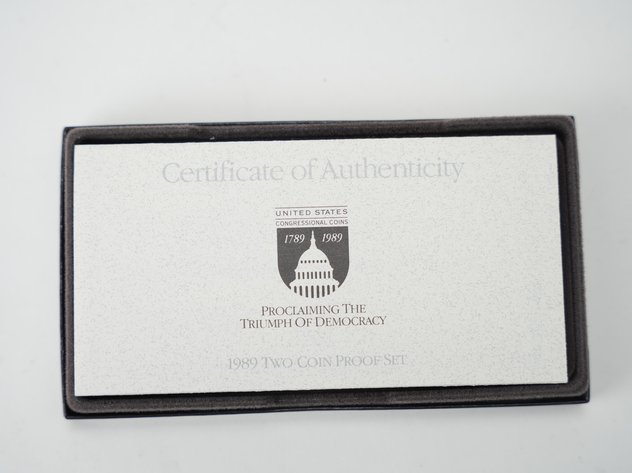 Certificate of Authenticity
UNITED STATES
CONGRESSIONAL COINS
1789 1989
PROCLAIMING THE
TRIUMPH OF DEMOCRACY
1989 TWO COIN PROOF SET